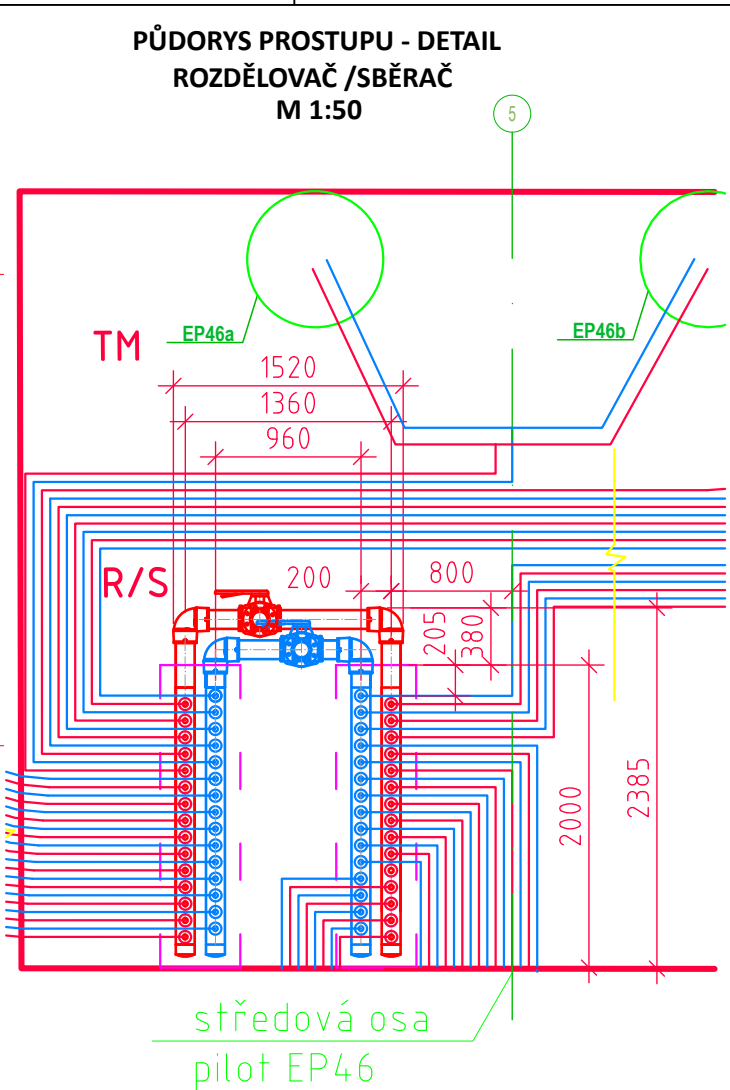 PŮDORYS PROSTUPU - DETAIL
ROZDĚLOVAČ /SBĚRAČ
M 1:50
5
TM
EP46a
EP46b
1520
1360
960
R/S
200
800
205
380
2000
2385
středová osa
pilot EP46